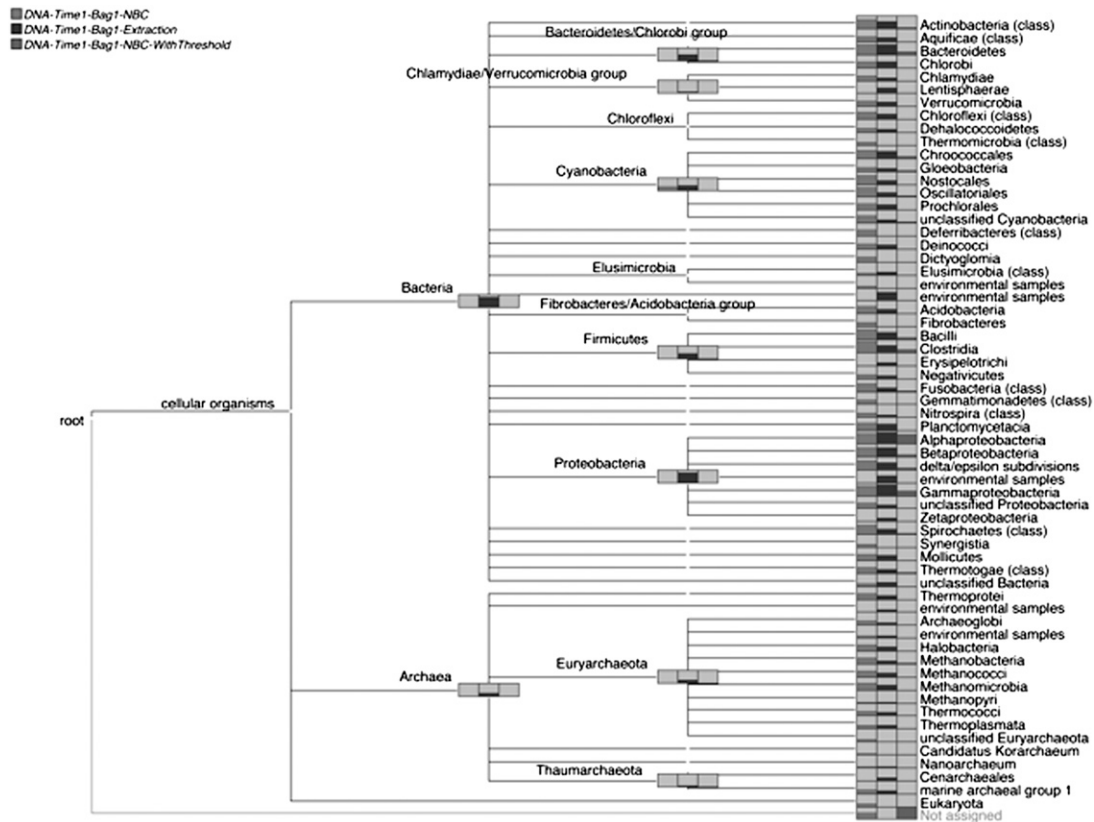 DNA-Time1-Bag1-NBC
DNA-Time1-Bag1-Extraction
DNA-Time1-Bag1-NBC-WithThreshold
root
cellular organisms
Bacteria
Bacteroidetes/Chlorobi group
Chlamydiae/Verrucomicrobia group
Chloroflexi
Cyanobacteria
Elusimicrobia
Fibrobacteres/Acidobacteria group
Firmicutes
Proteobacteria
Archaea
Euryarchaeota
Thaumarchaeota
Actinobacteria (class)
Aquificae (class)
Bacteroidetes
Chlorobi
Chlamydiae
Lentisphaerae
Verrucomicrobia
Chloroflexi (class)
Dehalococcoidetes
Thermomicrobia (class)
Chroococcales
Gloeobacteria
Nostocales
Oscillatoriales
Prochlorales
unclassified Cyanobacteria
Deferribacteres (class)
Deinococci
Dictyoglomia
Elusimicrobia (class)
environmental samples
environmental samples
Acidobacteria
Fibrobacteres
Bacilli
Clostridia
Erysipelotrichi
Negativicutes
Fusobacteria (class)
Gemmatimonadetes (class)
Nitrospira (class)
Planctomycetacia
Alphaproteobacteria
Betaproteobacteria
delta/epsilon subdivisions
environmental samples
Gammaproteobacteria
unclassified Proteobacteria
Zetaproteobacteria
Spirochaetes (class)
Synergistia
Mollicutes
Thermotogae (class)
unclassified Bacteria
Thermoprotei
environmental samples
Archaeoglobi
environmental samples
Halobacteria
Methanobacteria
Methanococci
Methanomicrobia
Methanopyri
Thermococci
Thermoplasmata
unclassified Euryarchaeota
Candidatus Korarchaeum
Nanoarchaeum
Cenarchaeales
marine archaeal group 1
Eukaryota
Not assigned